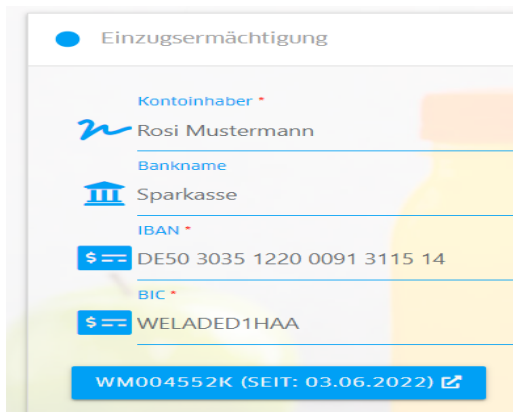 Einzugsermächtigung
Kontoinhaber *
Rosi Mustermann
Bankname
Sparkasse
IBAN *
DE50 3035 1220 0091 3115 14
BIC *
WELADED1HAA
WM004552K (SEIT: 03.06.2022)